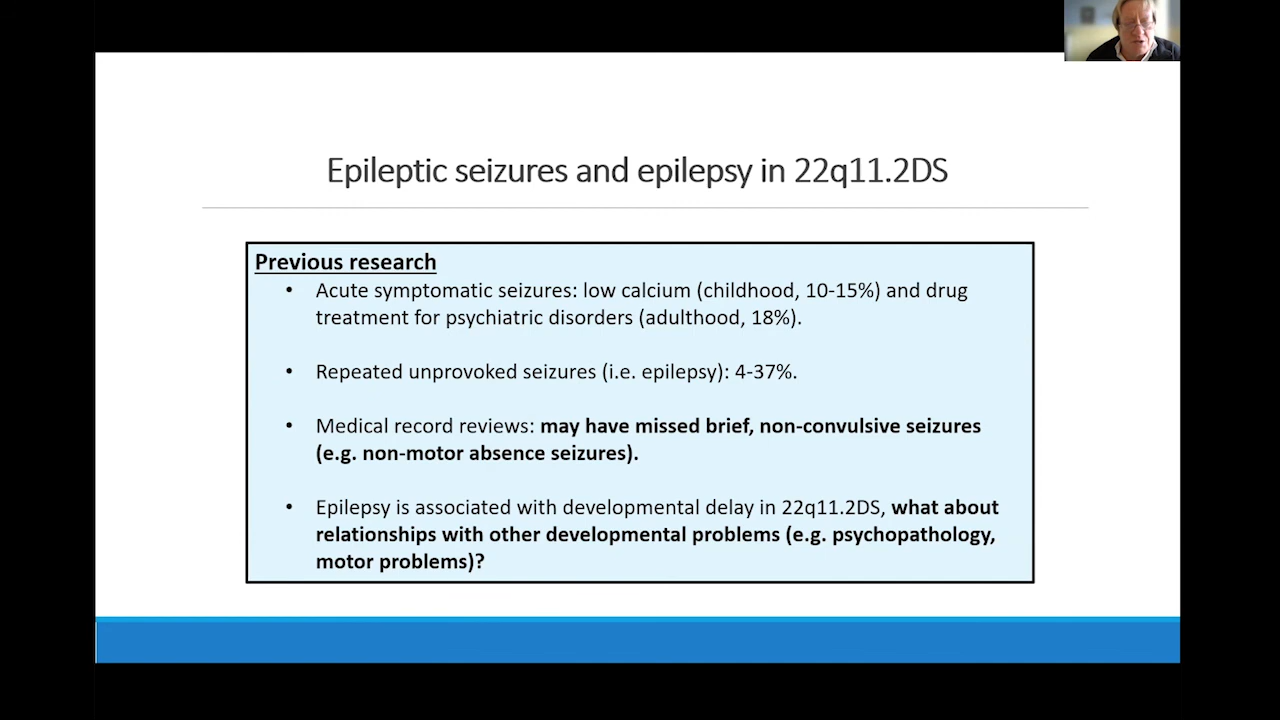 Epileptic seizures and epilepsy in 22q11.2DS
Previous research
• Acute symptomatic seizures: low calcium (childhood, 10-15%) and drug
treatment for psychiatric disorders (adulthood, 18%).
• Repeated unprovoked seizures (i.e. epilepsy): 4-37%.
• Medical record reviews: may have missed brief, non-convulsive seizures
(e.g. non-motor absence seizures).
• Epilepsy is associated with developmental delay in 22q11.2DS, what about
relationships with other developmental problems (e.g. psychopathology,
motor problems)?